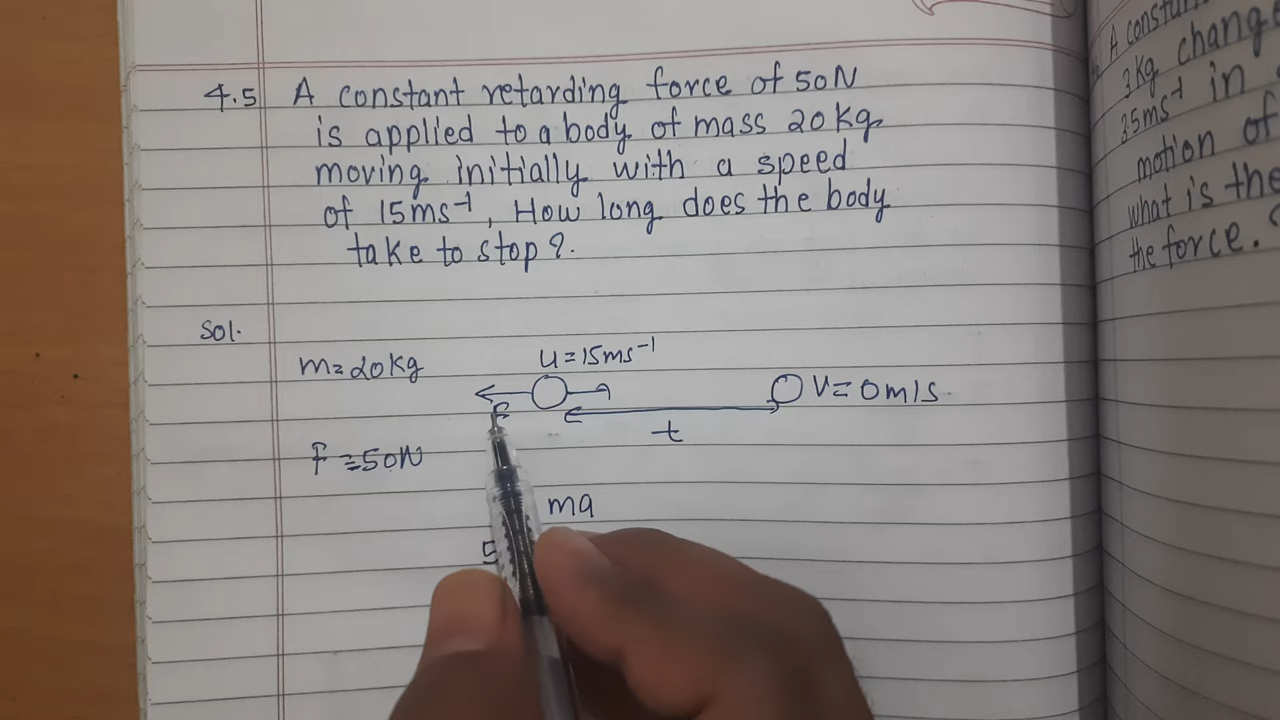 4.5 A constant retarding force of 50N
is applied to a body of mass 20kg
moving initially with a speed
of 15ms⁻¹, How long does the body
take to stop?.
Sol.
m=20kg
u=15ms⁻¹
v=0m/s
F
t
F=50N
ma
5
A constan
3kg chang
3.5ms⁻¹ in
motion of
what is the
the force.